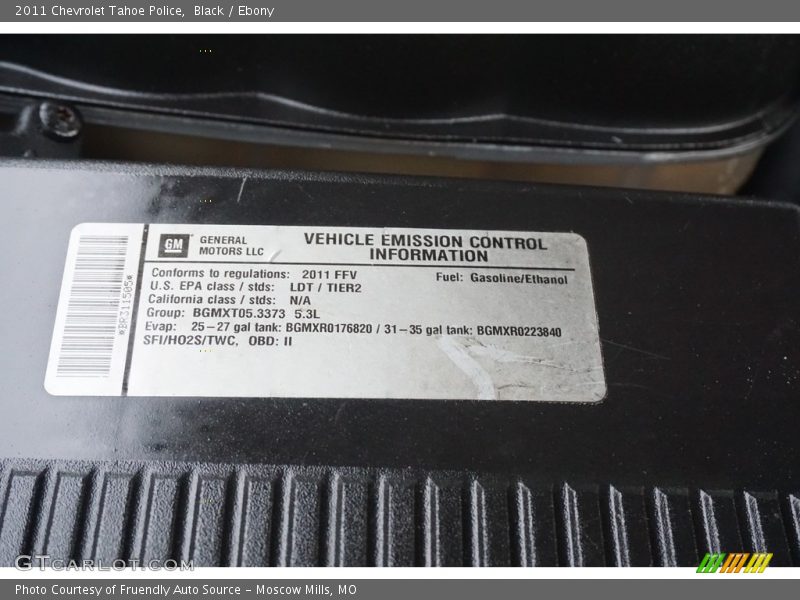 2011 Chevrolet Tahoe Police, Black / Ebony
GM GENERAL MOTORS LLC
VEHICLE EMISSION CONTROL
INFORMATION
Conforms to regulations: 2011 FFV Fuel: Gasoline/Ethanol
U.S. EPA class / stds: LDT / TIER2
California class / stds: N/A
Group: BGMXT05.3373 5.3L
Evap: 25-27 gal tank: BGMXR0176820 / 31-35 gal tank: BGMXR0223840
SFI/HO2S/TWC, OBD: II
*BR311505*
GTCARLOT.COM
Photo Courtesy of Fruendly Auto Source - Moscow Mills, MO